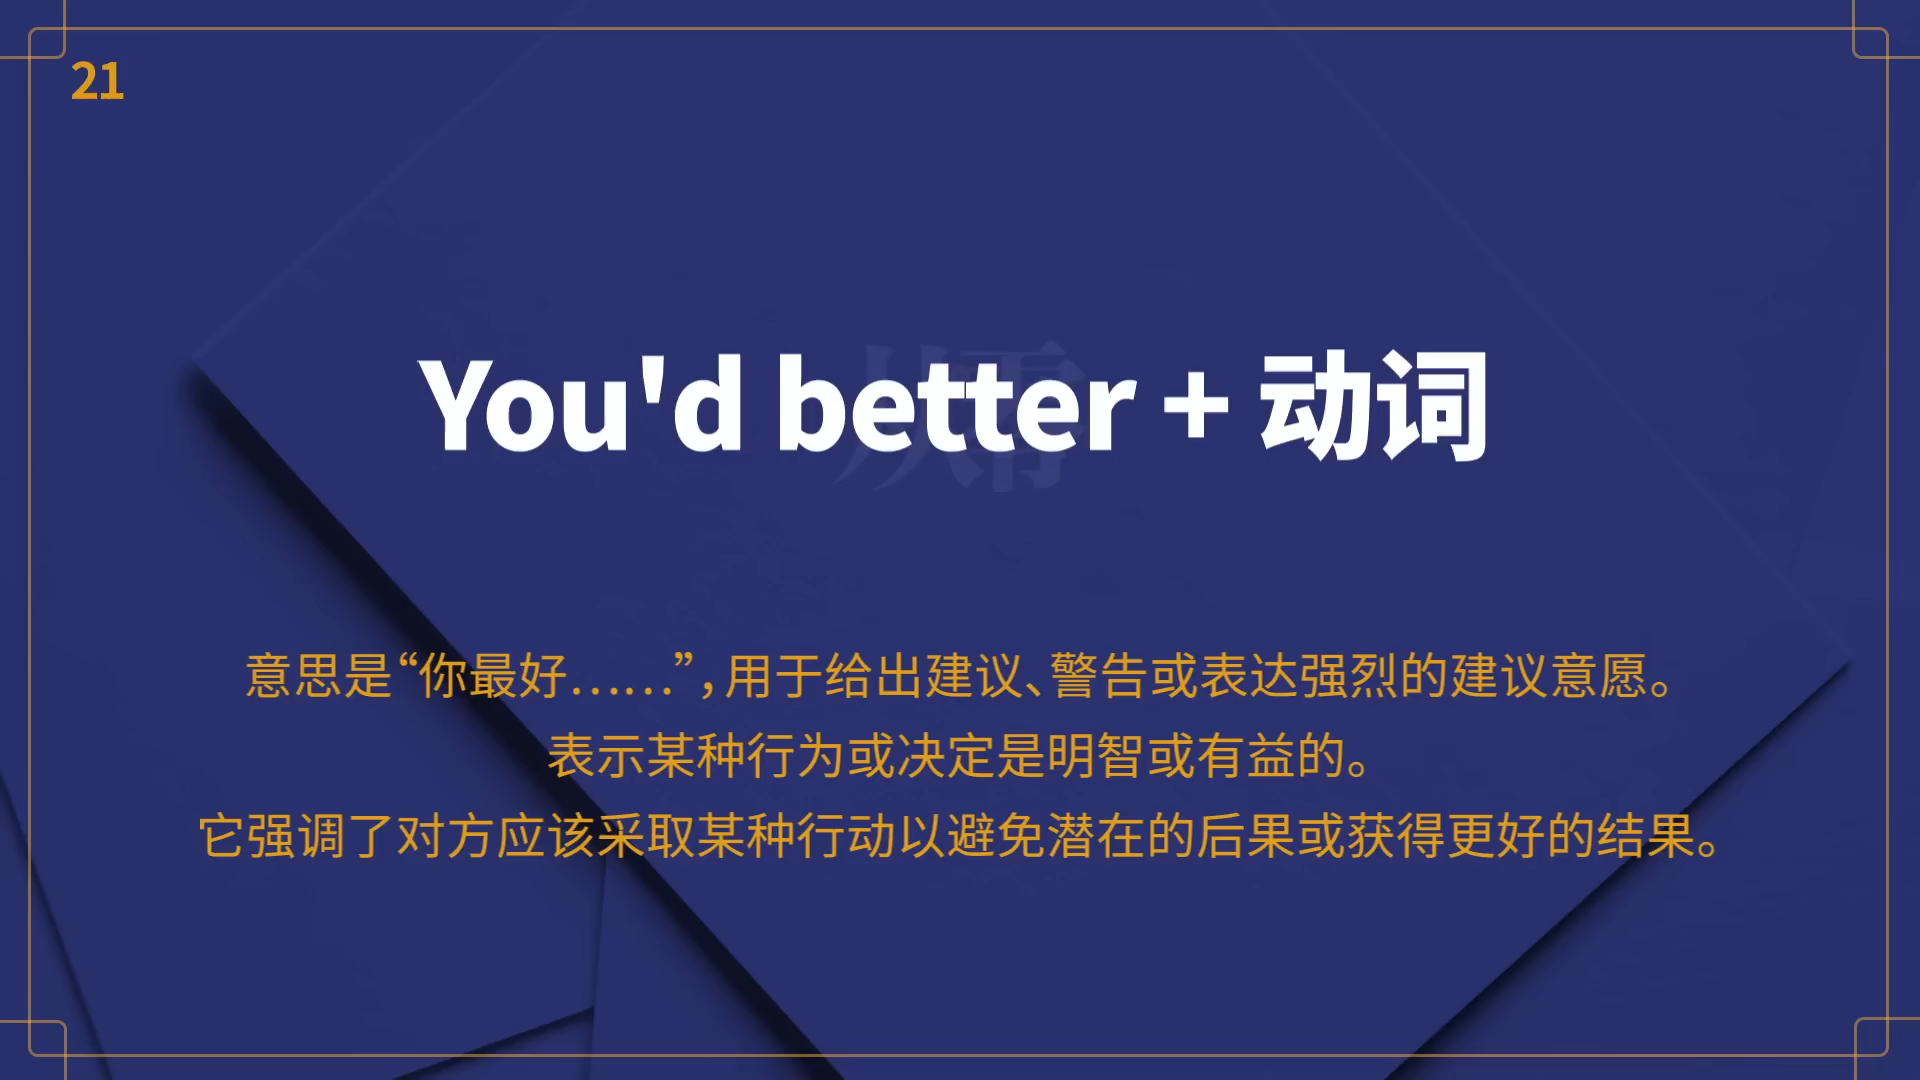 21
You'd better + 动词
意思是“你最好……”，用于给出建议、警告或表达强烈的建议意愿。
表示某种行为或决定是明智或有益的。
它强调了对方应该采取某种行动以避免潜在的后果或获得更好的结果。